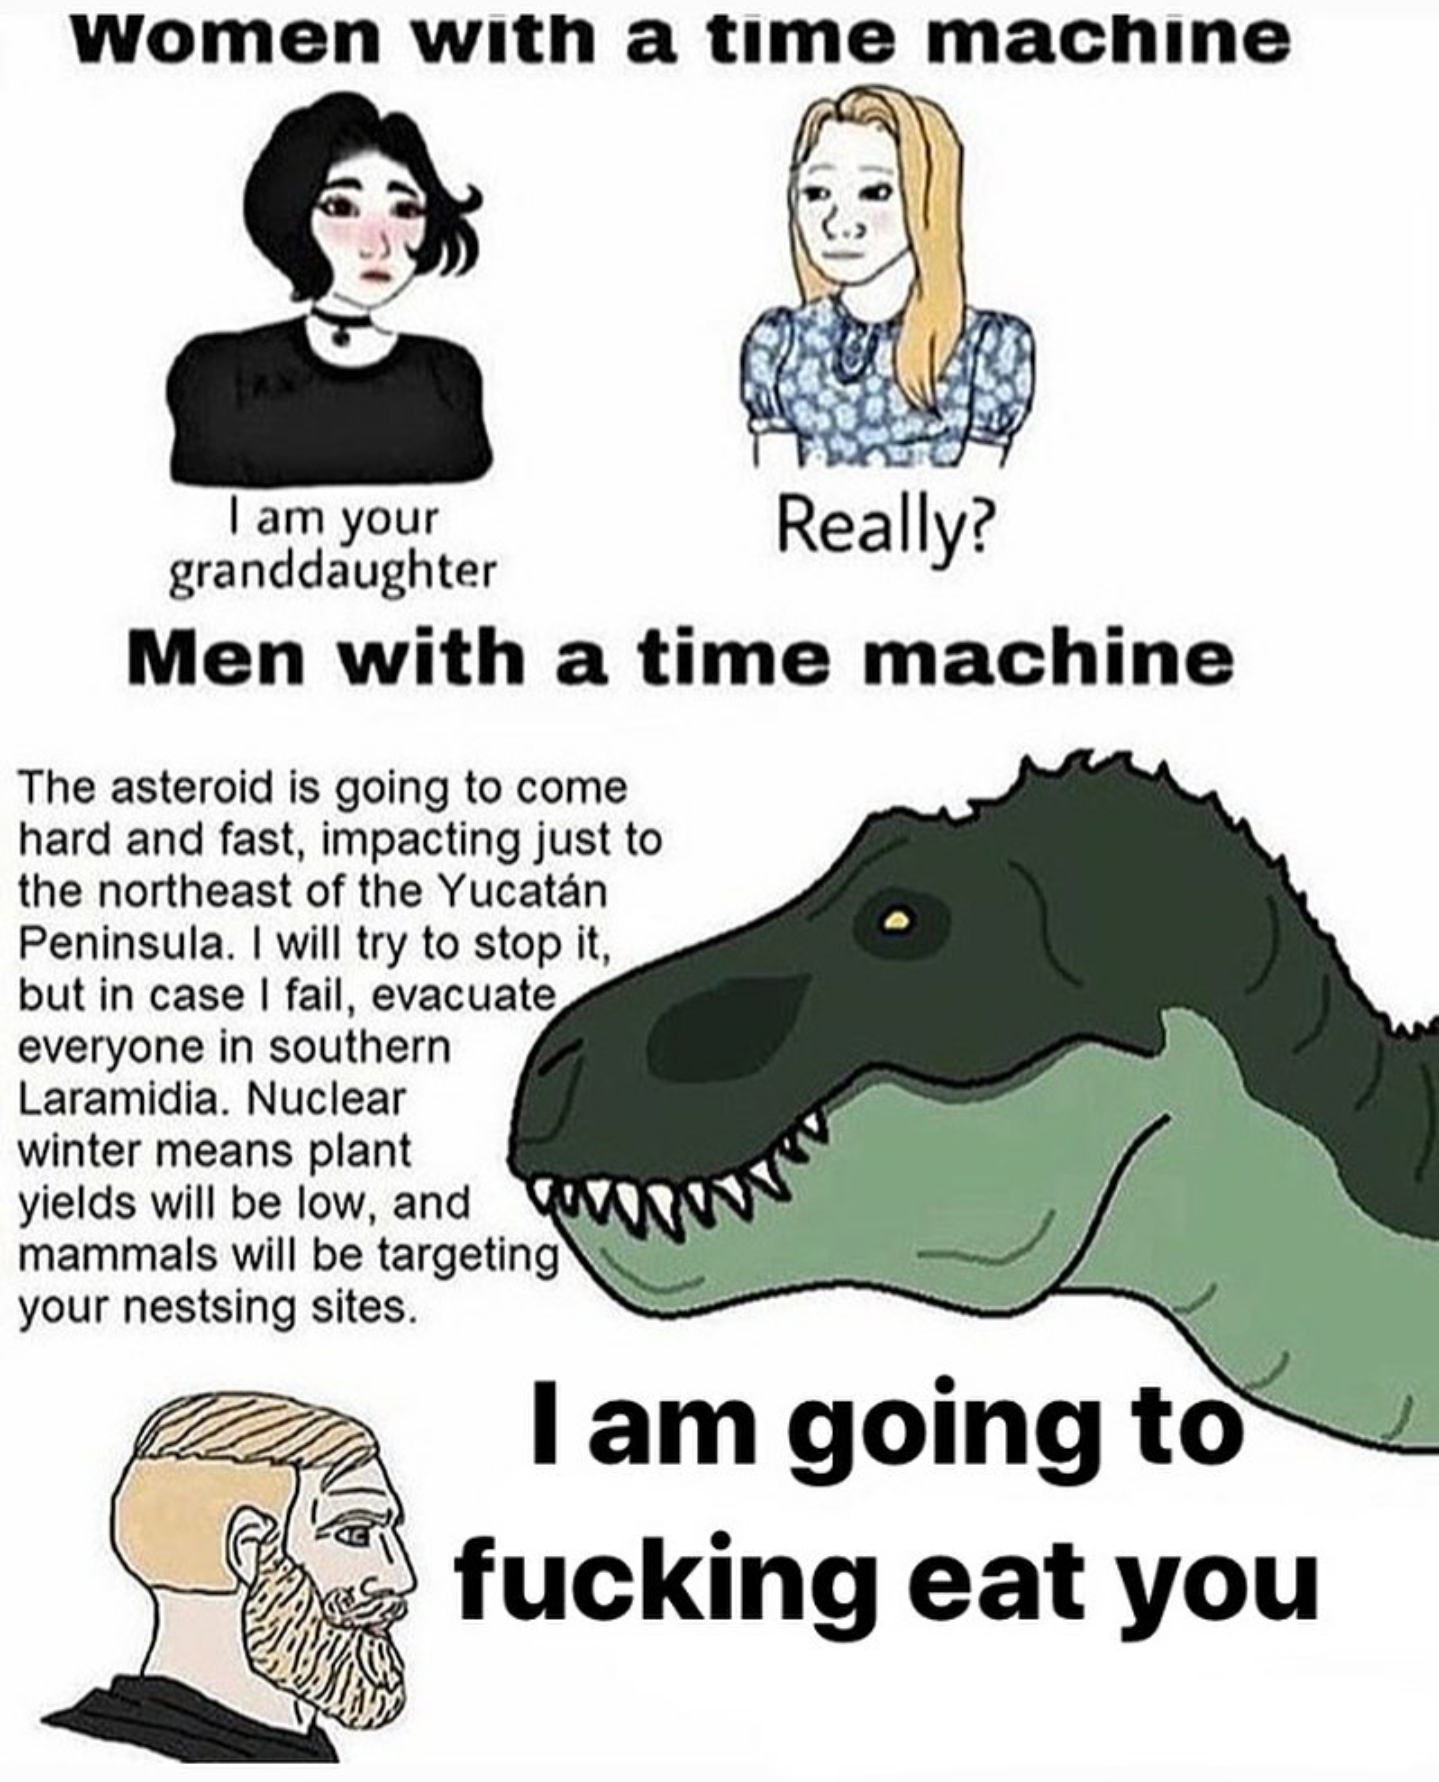 Women with a time machine
I am your
granddaughter
Really?
Men with a time machine
The asteroid is going to come
hard and fast, impacting just to
the northeast of the Yucatán
Peninsula. I will try to stop it,
but in case I fail, evacuate
everyone in southern
Laramidia. Nuclear
winter means plant
yields will be low, and
mammals will be targeting
your nestsing sites.
I am going to
fucking eat you